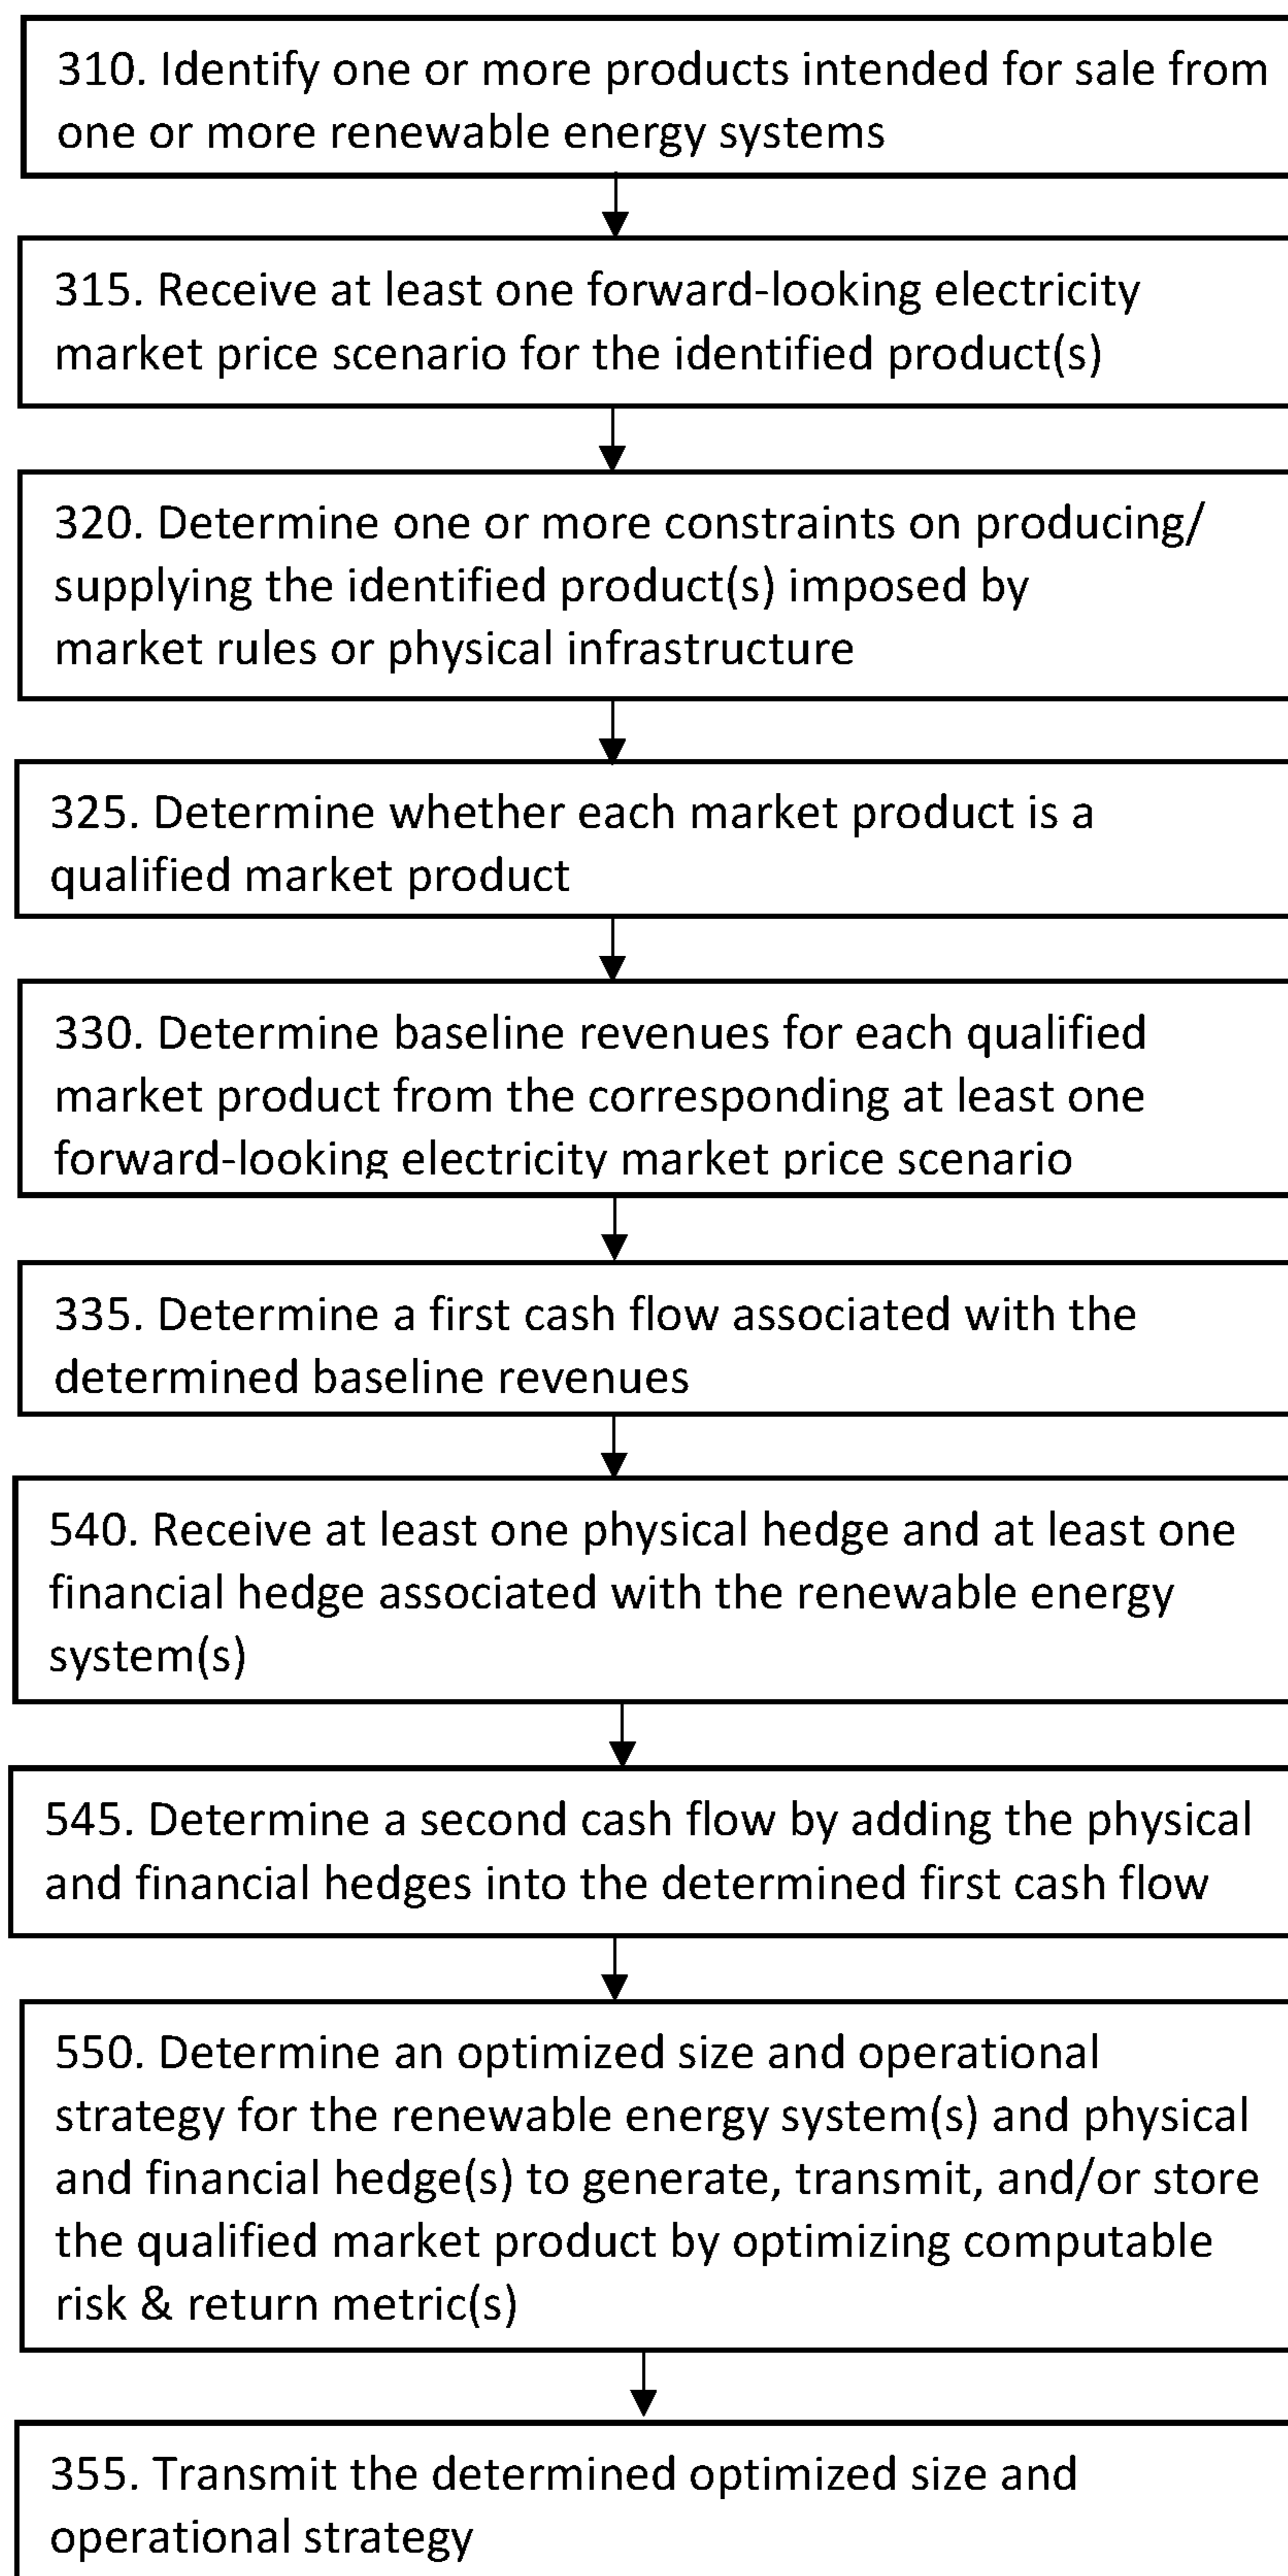 310. Identify one or more products intended for sale from
one or more renewable energy systems
315. Receive at least one forward-looking electricity
market price scenario for the identified product(s)
320. Determine one or more constraints on producing/
supplying the identified product(s) imposed by
market rules or physical infrastructure
325. Determine whether each market product is a
qualified market product
330. Determine baseline revenues for each qualified
market product from the corresponding at least one
forward-looking electricity market price scenario
335. Determine a first cash flow associated with the
determined baseline revenues
540. Receive at least one physical hedge and at least one
financial hedge associated with the renewable energy
system(s)
545. Determine a second cash flow by adding the physical
and financial hedges into the determined first cash flow
550. Determine an optimized size and operational
strategy for the renewable energy system(s) and physical
and financial hedge(s) to generate, transmit, and/or store
the qualified market product by optimizing computable
risk & return metric(s)
355. Transmit the determined optimized size and
operational strategy